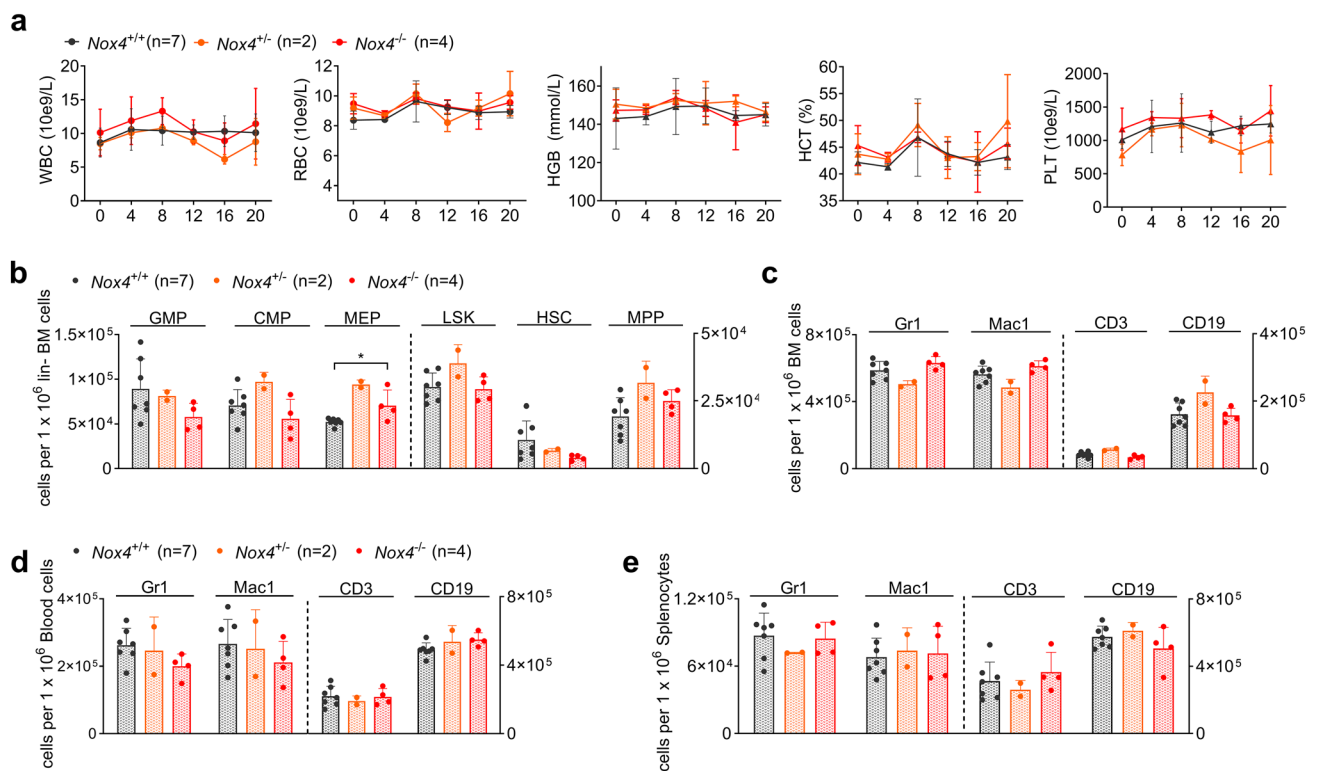 a
Nox4+/+ (n=7) Nox4+/- (n=2) Nox4-/- (n=4)
WBC (10e9/L)
20
15
10
5
0
0 4 8 12 16 20
RBC (10e9/L)
12
10
8
6
4
0 4 8 12 16 20
HGB (mmol/L)
160
140
120
100
0 4 8 12 16 20
HCT (%)
65
60
55
50
45
40
35
0 4 8 12 16 20
PLT (10e9/L)
2000
1500
1000
500
0
0 4 8 12 16 20
b
Nox4+/+ (n=7) Nox4+/- (n=2) Nox4-/- (n=4)
cells per 1 x 10^6 lin- BM cells
GMP CMP MEP LSK HSC MPP
1.5×10^5
1×10^5
5×10^4
0
*
5×10^4
2.5×10^4
0
c
cells per 1 x 10^6 BM cells
Gr1 Mac1 CD3 CD19
8×10^5
4×10^5
0
4×10^5
2×10^5
0
d
Nox4+/+ (n=7) Nox4+/- (n=2) Nox4-/- (n=4)
cells per 1 x 10^6 Blood cells
Gr1 Mac1 CD3 CD19
4×10^5
2×10^5
0
8×10^5
4×10^5
0
e
cells per 1 x 10^6 Splenocytes
Gr1 Mac1 CD3 CD19
1.2×10^5
6×10^4
0
8×10^5
4×10^5
0